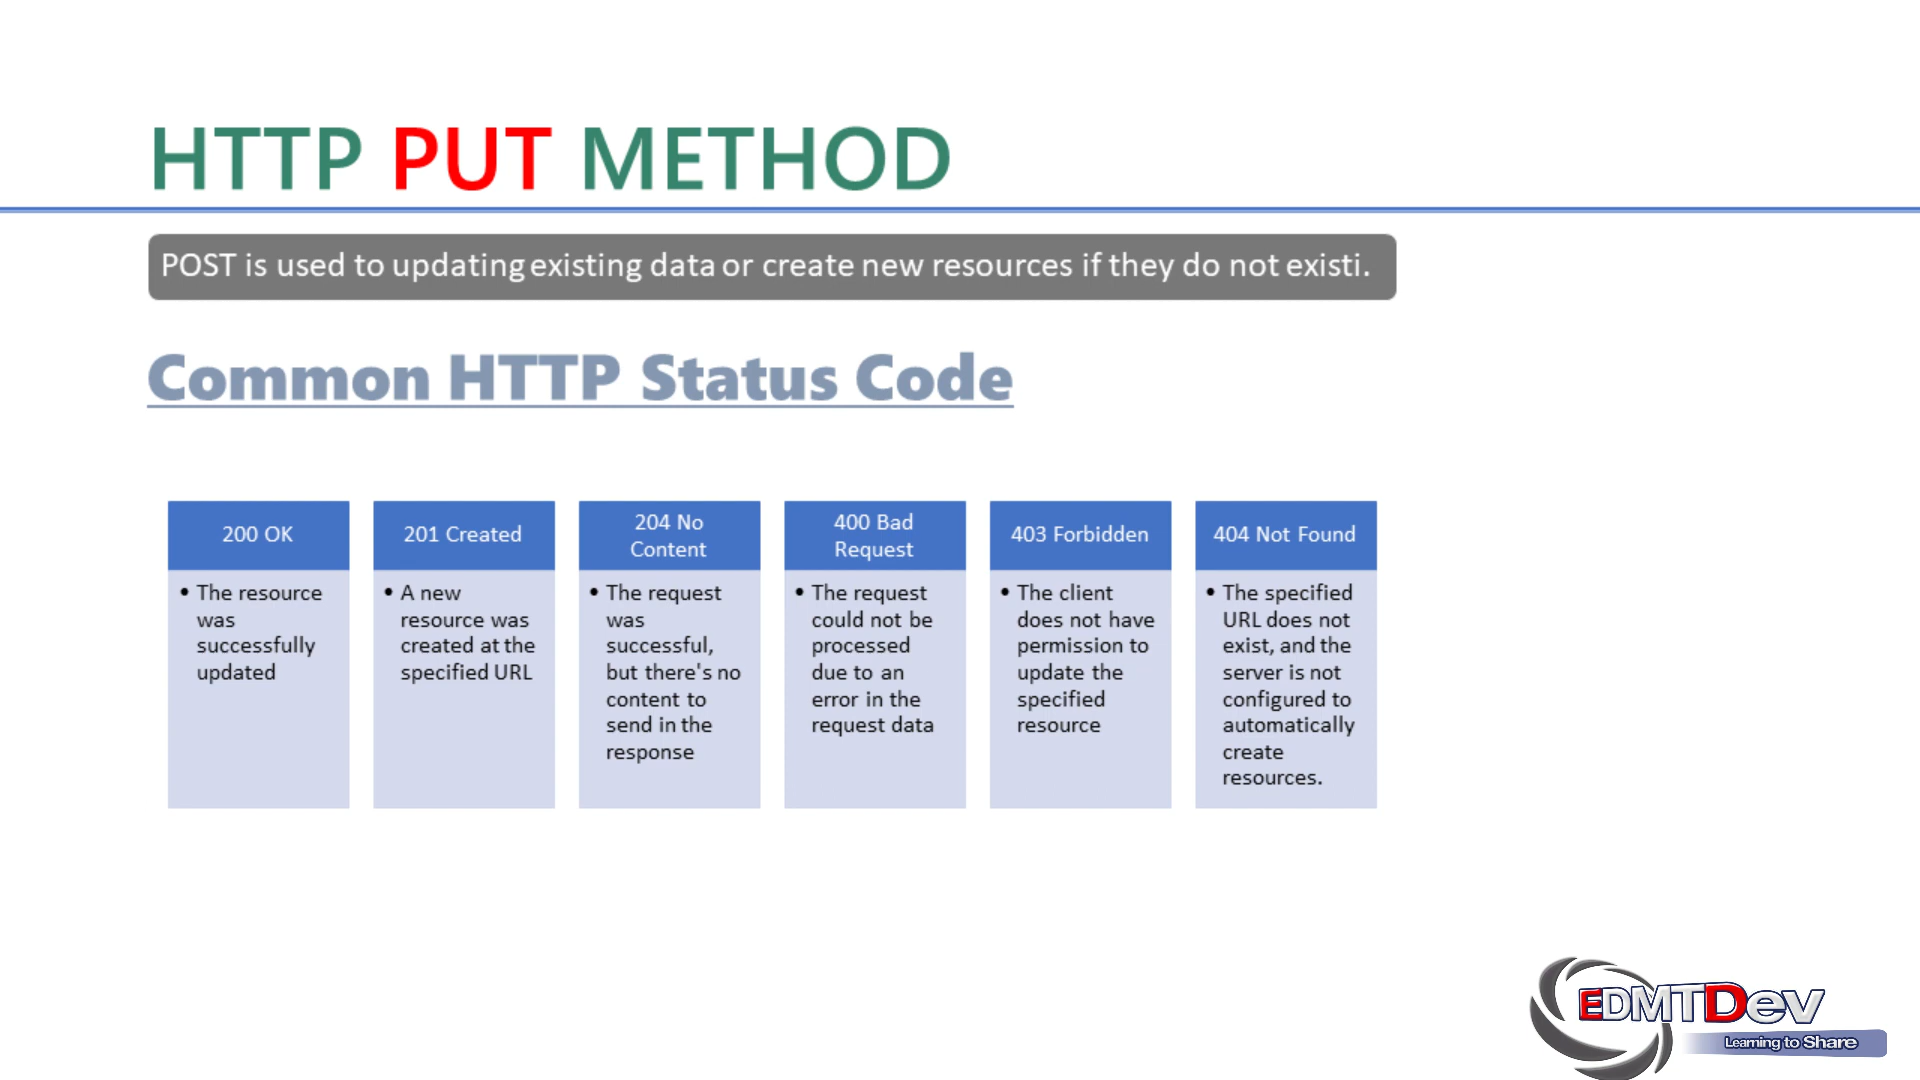 HTTP PUT METHOD
POST is used to updating existing data or create new resources if they do not existi.
Common HTTP Status Code
200 OK
• The resource
was
successfully
updated
201 Created
• A new
resource was
created at the
specified URL
204 No
Content
• The request
was
successful,
but there's no
content to
send in the
response
400 Bad
Request
• The request
could not be
processed
due to an
error in the
request data
403 Forbidden
• The client
does not have
permission to
update the
specified
resource
404 Not Found
• The specified
URL does not
exist, and the
server is not
configured to
automatically
create
resources.
EDMTDev
Learning to Share